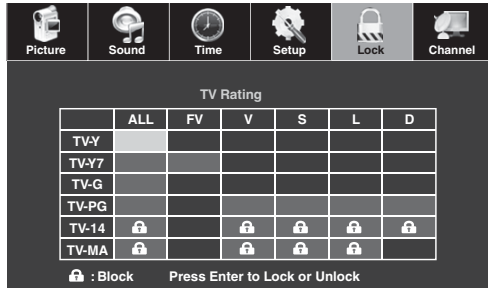 Picture Sound Time Setup Lock Channel
TV Rating
ALL FV V S L D
TV-Y
TV-Y7
TV-G
TV-PG
TV-14
TV-MA
: Block Press Enter to Lock or Unlock